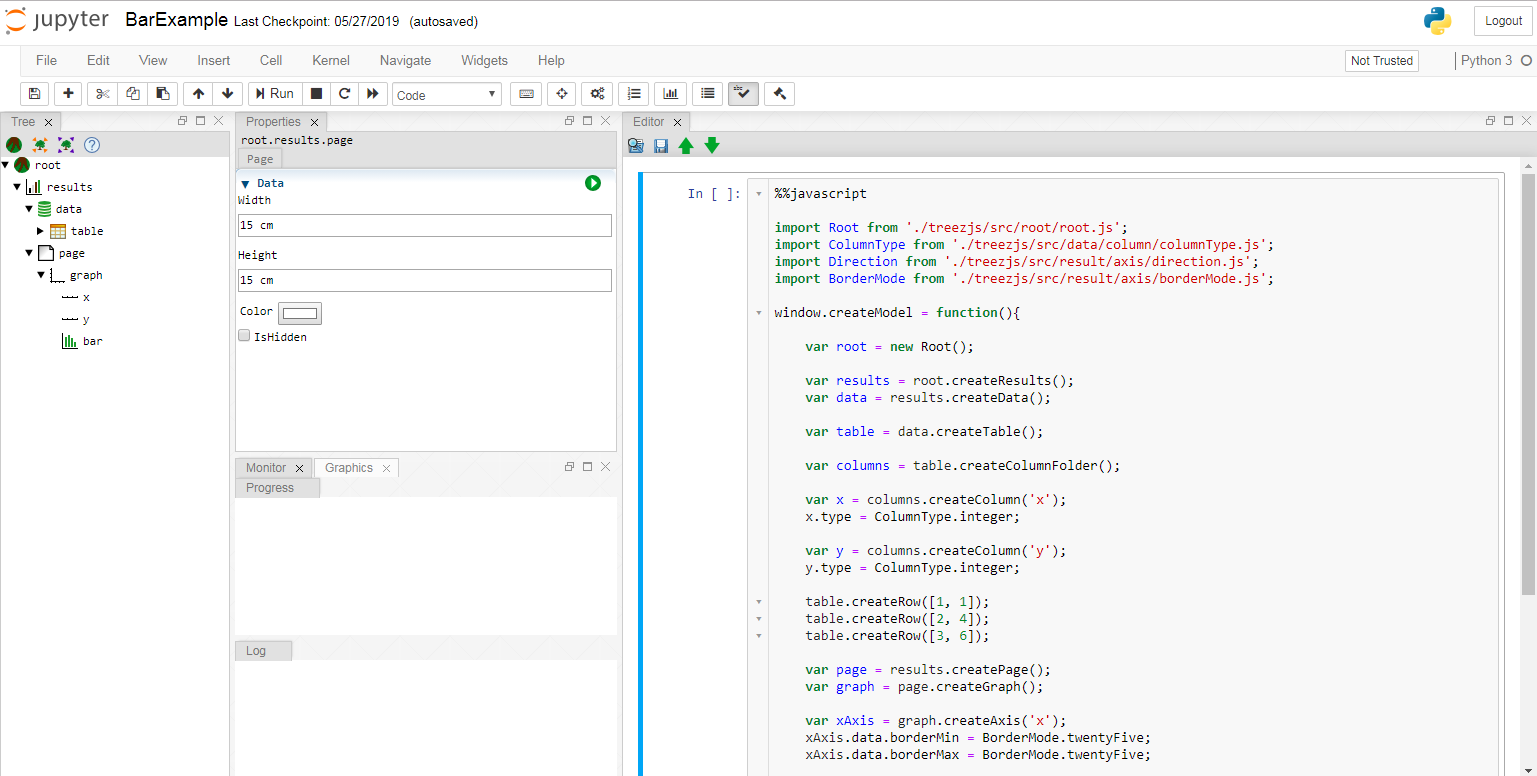 jupyter BarExample Last Checkpoint: 05/27/2019 (autosaved)
Logout
File Edit View Insert Cell Kernel Navigate Widgets Help
Not Trusted
Python 3
Run
Code
Tree
root
results
data
table
page
graph
x
y
bar
Properties
root.results.page
Page
Data
Width
15 cm
Height
15 cm
Color
IsHidden
Monitor
Graphics
Progress
Log
Editor
In [ ]:
%%javascript
import Root from './treezjs/src/root/root.js';
import ColumnType from './treezjs/src/data/column/columnType.js';
import Direction from './treezjs/src/result/axis/direction.js';
import BorderMode from './treezjs/src/result/axis/borderMode.js';
window.createModel = function(){
var root = new Root();
var results = root.createResults();
var data = results.createData();
var table = data.createTable();
var columns = table.createColumnFolder();
var x = columns.createColumn('x');
x.type = ColumnType.integer;
var y = columns.createColumn('y');
y.type = ColumnType.integer;
table.createRow([1, 1]);
table.createRow([2, 4]);
table.createRow([3, 6]);
var page = results.createPage();
var graph = page.createGraph();
var xAxis = graph.createAxis('x');
xAxis.data.borderMin = BorderMode.twentyFive;
xAxis.data.borderMax = BorderMode.twentyFive;